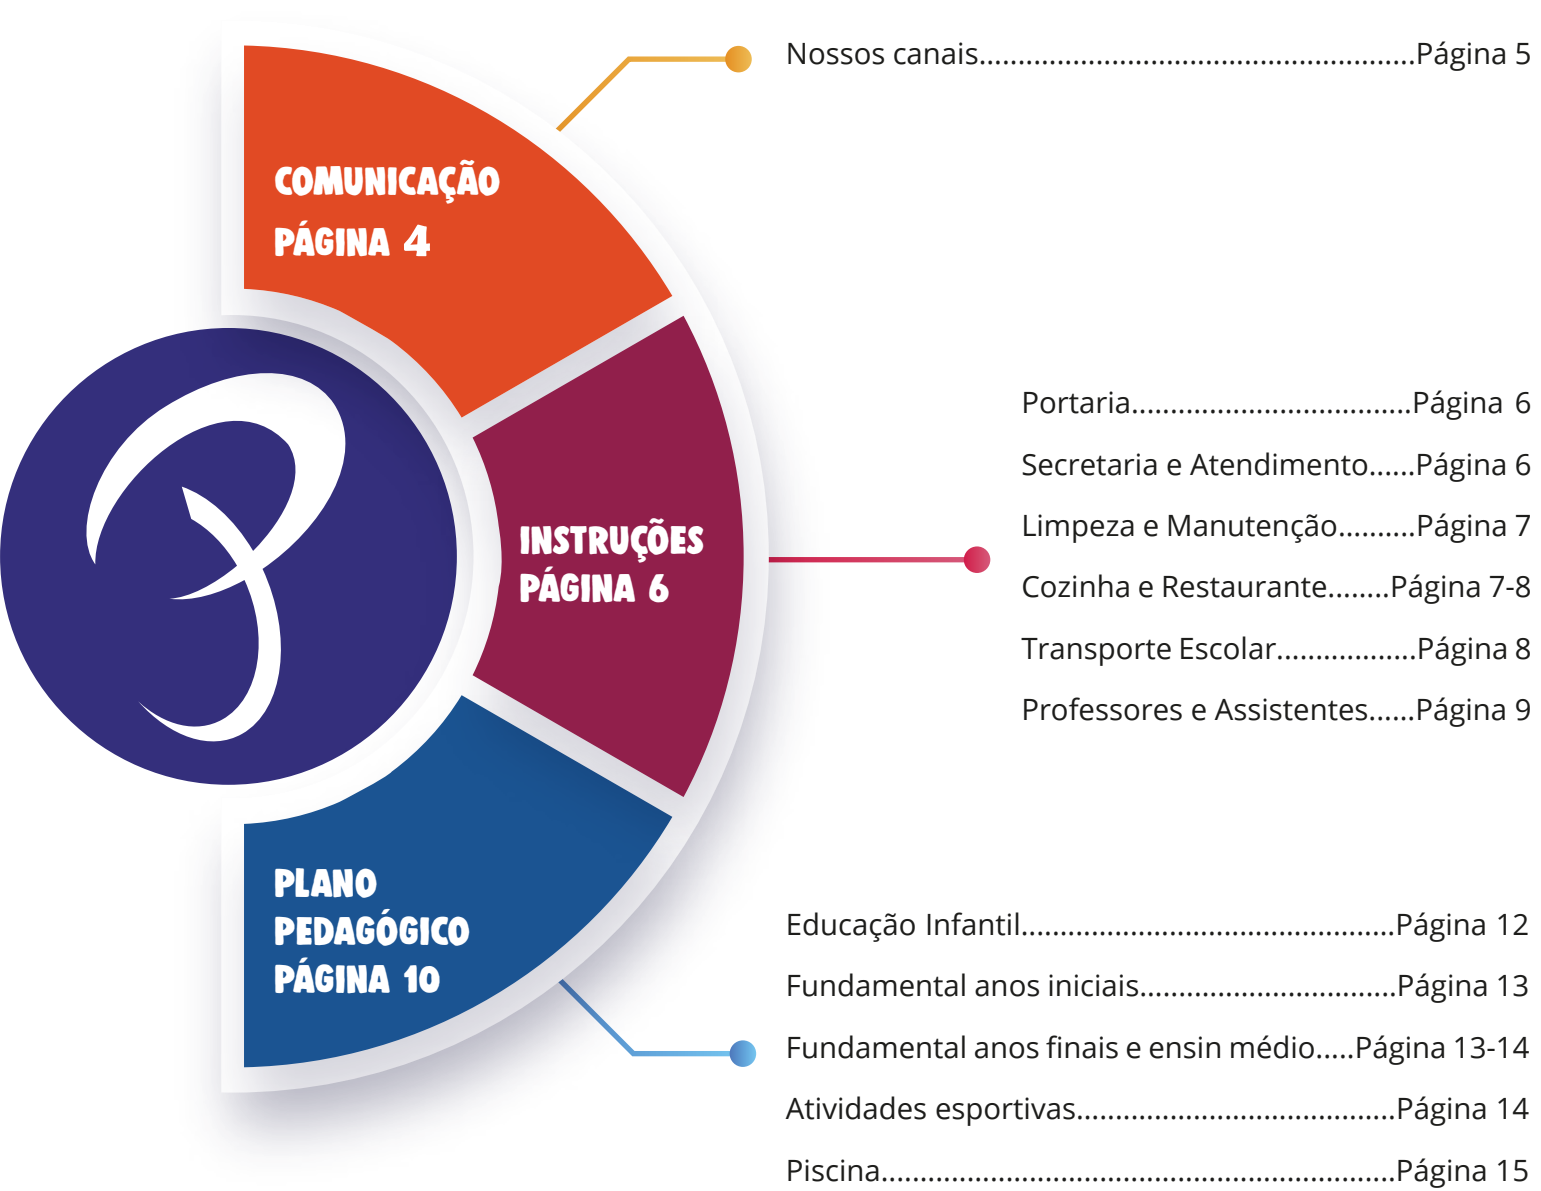 Nossos canais........................................................Página 5
COMUNICAÇÃO
PÁGINA 4
Portaria....................................Página 6
Secretaria e Atendimento......Página 6
Limpeza e Manutenção..........Página 7
INSTRUÇÕES
PÁGINA 6
Cozinha e Restaurante........Página 7-8
Transporte Escolar..................Página 8
Professores e Assistentes......Página 9
PLANO
PEDAGÓGICO
PÁGINA 10
Educação Infantil................................................Página 12
Fundamental anos iniciais.................................Página 13
Fundamental anos finais e ensin médio.....Página 13-14
Atividades esportivas.........................................Página 14
Piscina..................................................................Página 15